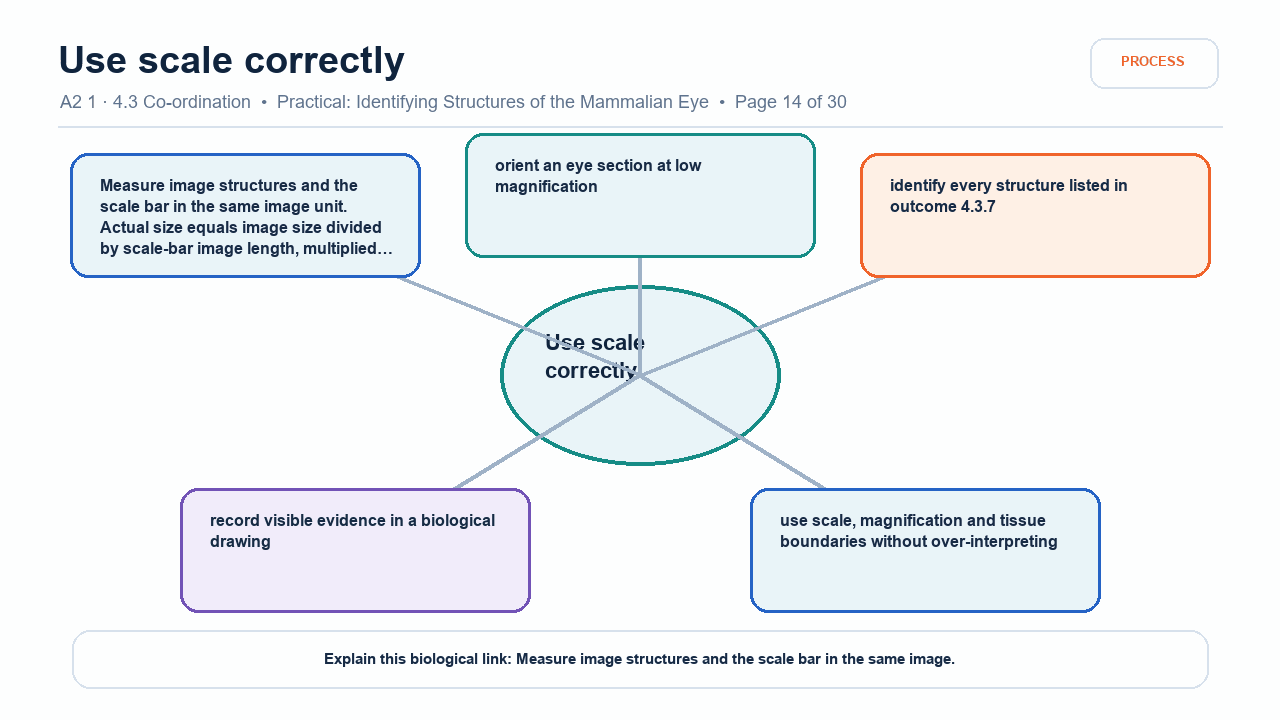 Use scale correctly
PROCESS
A2 1 · 4.3 Co-ordination • Practical: Identifying Structures of the Mammalian Eye • Page 14 of 30
Measure image structures and the
scale bar in the same image unit.
Actual size equals image size divided
by scale-bar image length, multiplied…
orient an eye section at low
magnification
identify every structure listed in
outcome 4.3.7
Use scale
correctly
record visible evidence in a biological
drawing
use scale, magnification and tissue
boundaries without over-interpreting
Explain this biological link: Measure image structures and the scale bar in the same image.